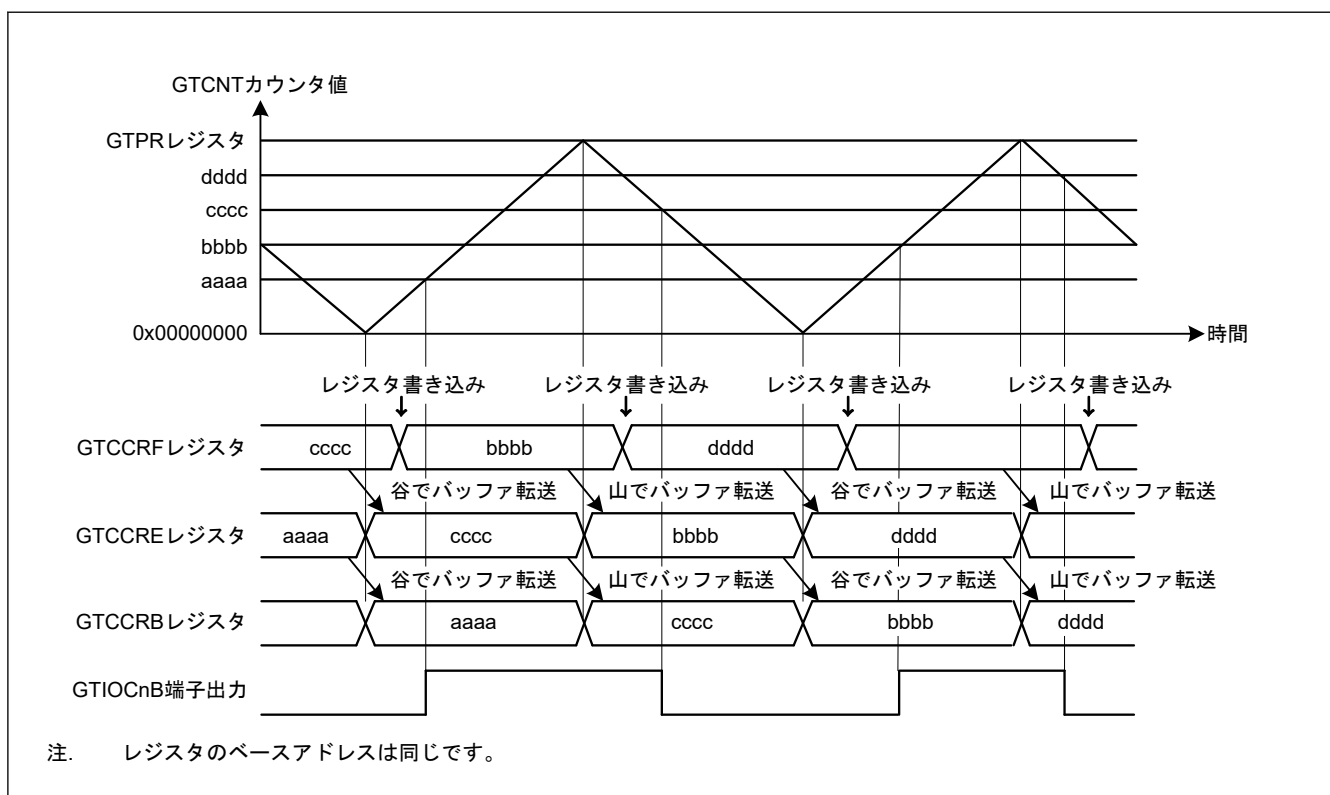 GTCNTカウンタ値
GTPRレジスタ
dddd
cccc
bbbb
aaaa
0x00000000
時間
レジスタ書き込み レジスタ書き込み レジスタ書き込み レジスタ書き込み
GTCCRFレジスタ cccc bbbb dddd
谷でバッファ転送 山でバッファ転送 谷でバッファ転送 山でバッファ転送
GTCCREレジスタ aaaa cccc bbbb dddd
谷でバッファ転送 山でバッファ転送 谷でバッファ転送 山でバッファ転送
GTCCRBレジスタ aaaa cccc bbbb dddd
GTIOCnB端子出力
注. レジスタのベースアドレスは同じです。